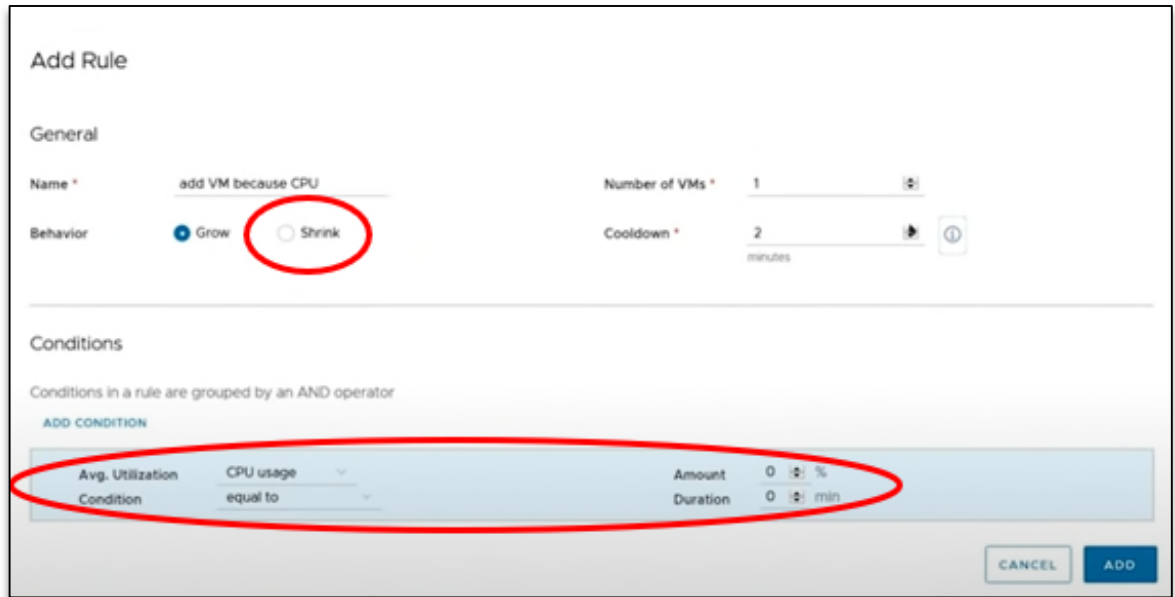 Add Rule
General
Name * add VM because CPU Number of VMs * 1
Behavior Grow Shrink Cooldown * 2
minutes
Conditions
Conditions in a rule are grouped by an AND operator
ADD CONDITION
Avg. Utilization CPU usage Amount 0 %
Condition equal to Duration 0 min
CANCEL ADD